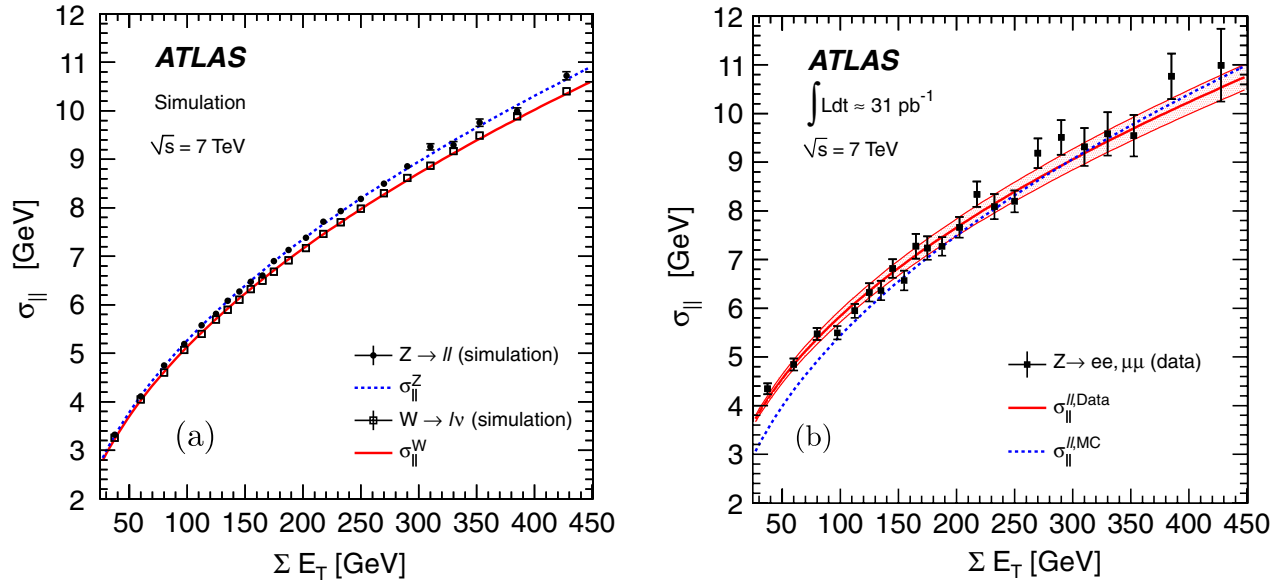 12
11
10
9
8
7
6
5
4
3
2
σ∥ [GeV]
ATLAS
Simulation
√s = 7 TeV
Z → ll (simulation)
σ∥^Z
W → lν (simulation)
σ∥^W
(a)
50 100 150 200 250 300 350 400 450
Σ E_T [GeV]
12
11
10
9
8
7
6
5
4
3
2
σ∥ [GeV]
ATLAS
∫ Ldt ≈ 31 pb⁻¹
√s = 7 TeV
Z → ee, μμ (data)
σ∥^ll,Data
σ∥^ll,MC
(b)
50 100 150 200 250 300 350 400 450
Σ E_T [GeV]